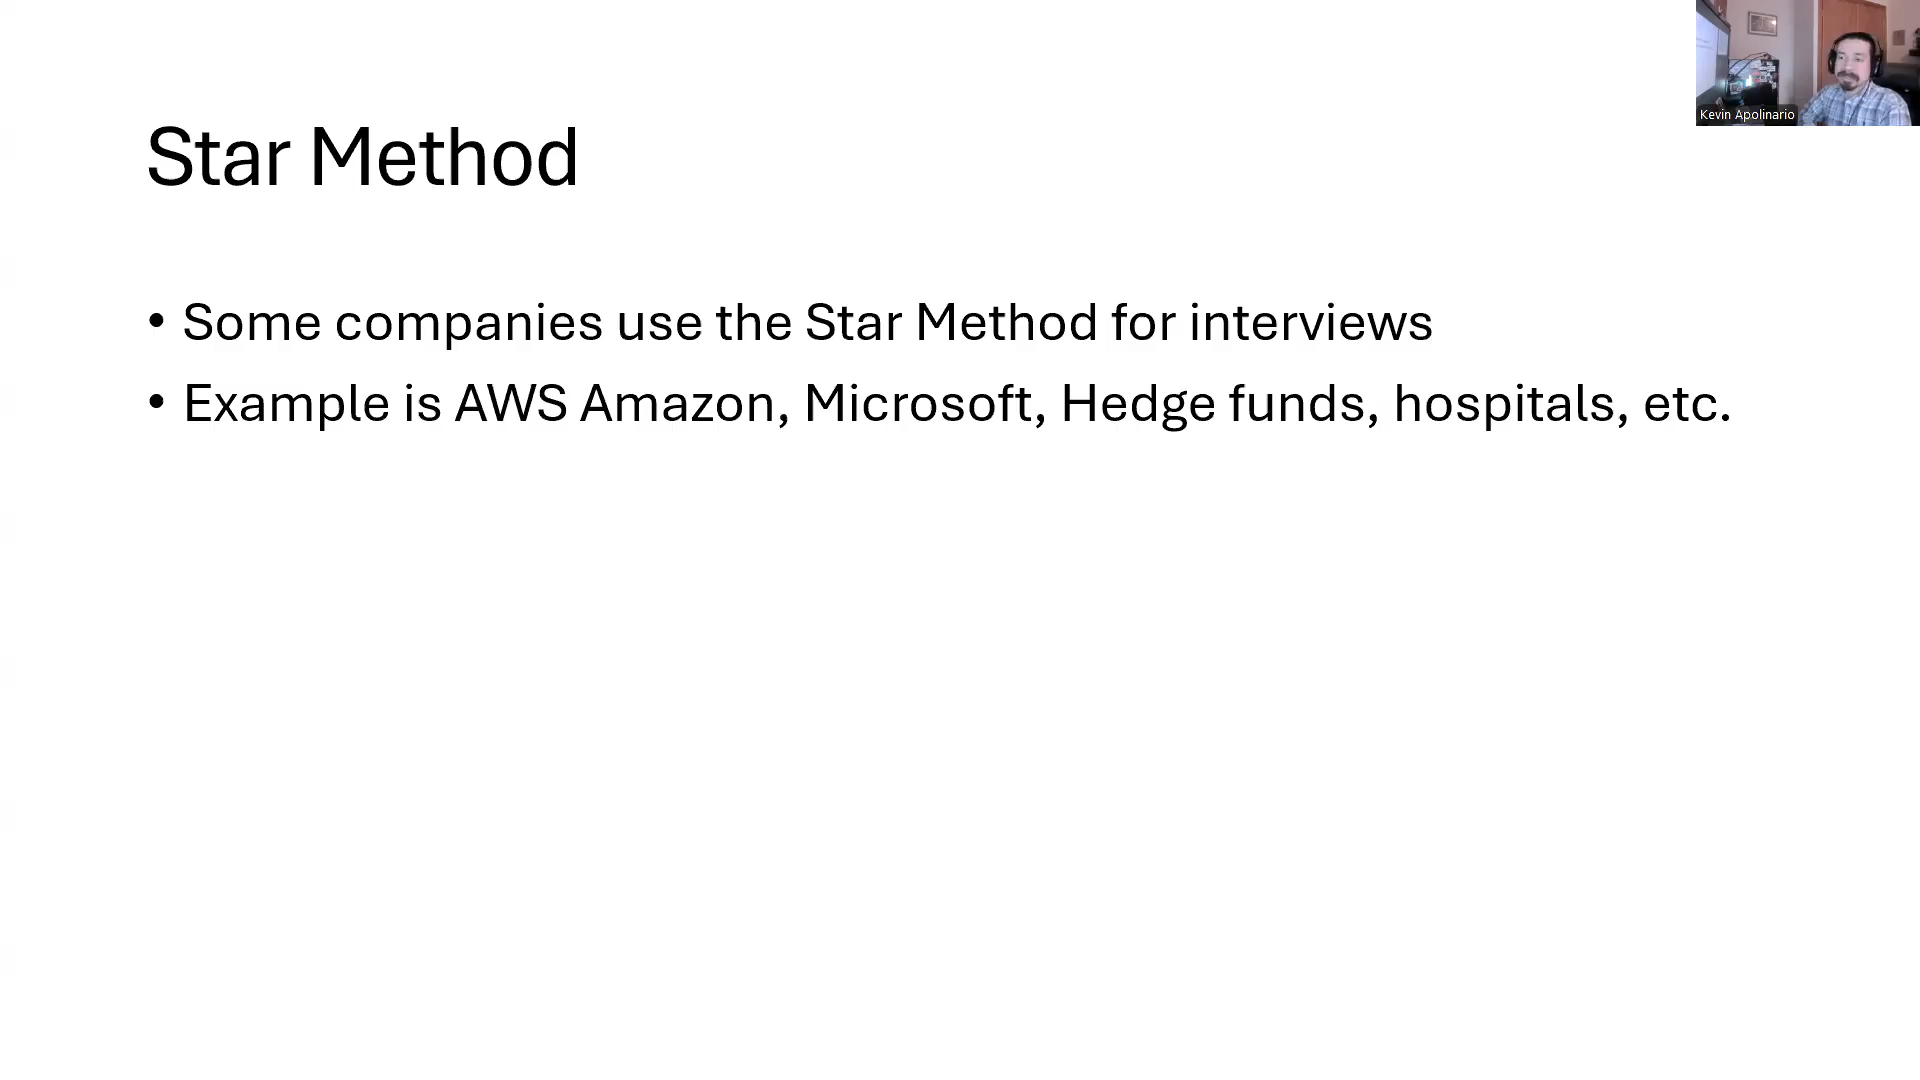 Kevin Apolinario
Star Method
• Some companies use the Star Method for interviews
• Example is AWS Amazon, Microsoft, Hedge funds, hospitals, etc.